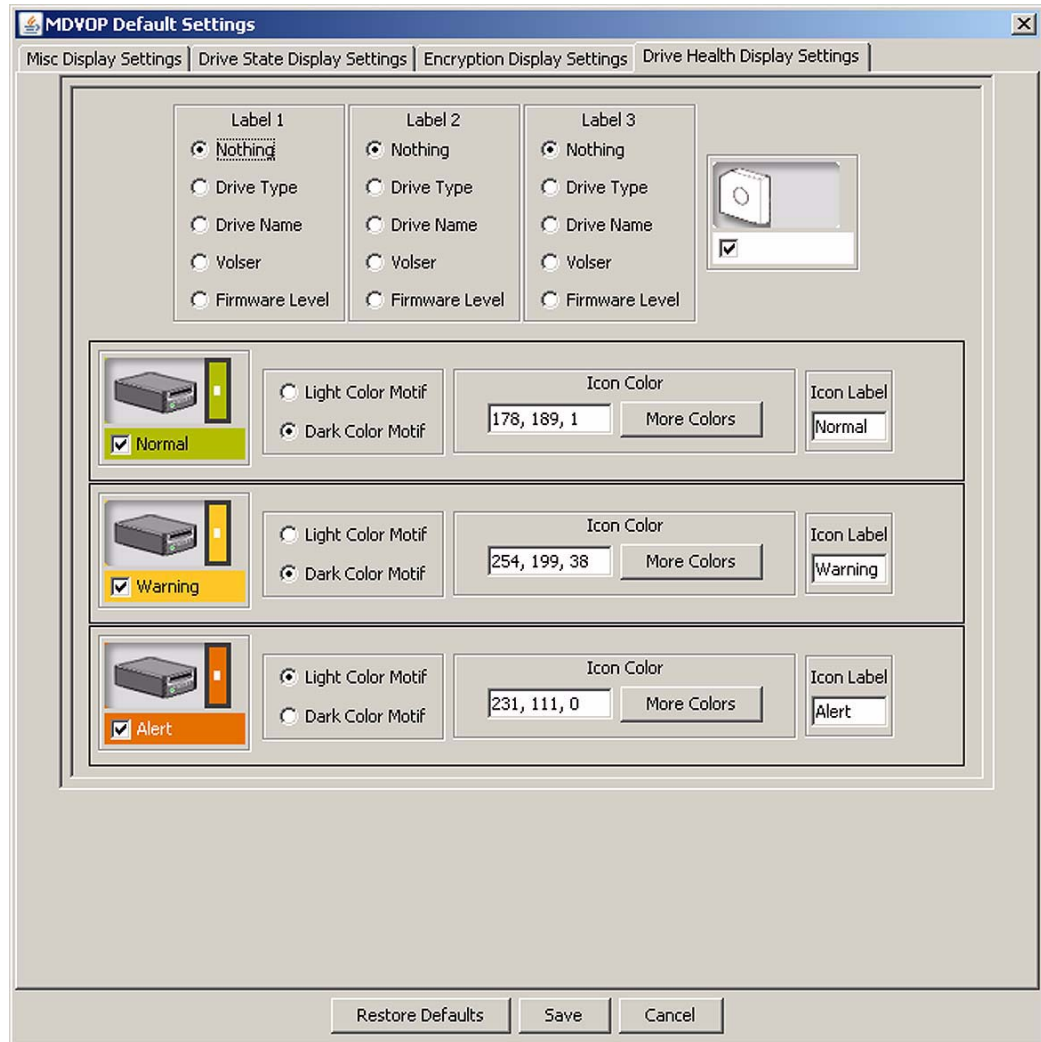 MDVOP Default Settings
Misc Display Settings Drive State Display Settings Encryption Display Settings Drive Health Display Settings
Label 1 Label 2 Label 3
Nothing Nothing Nothing
Drive Type Drive Type Drive Type
Drive Name Drive Name Drive Name
Volser Volser Volser
Firmware Level Firmware Level Firmware Level
Light Color Motif
Dark Color Motif
Icon Color
178, 189, 1 More Colors
Icon Label
Normal
Normal
Light Color Motif
Dark Color Motif
Icon Color
254, 199, 38 More Colors
Icon Label
Warning
Warning
Light Color Motif
Dark Color Motif
Icon Color
231, 111, 0 More Colors
Icon Label
Alert
Alert
Restore Defaults Save Cancel